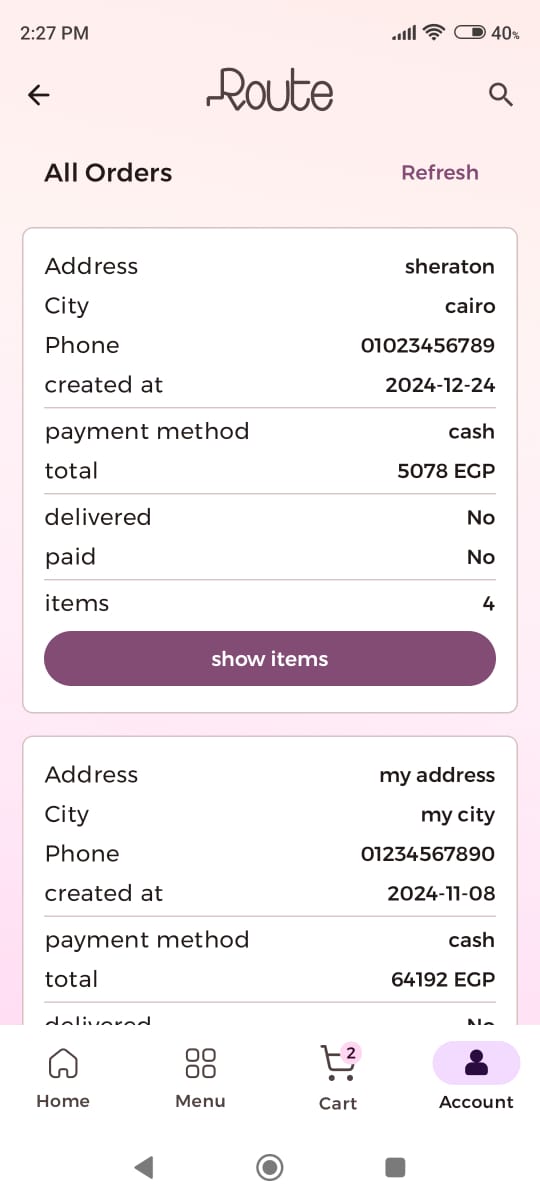 2:27 PM 40%
Route
All Orders Refresh
Address sheraton
City cairo
Phone 01023456789
created at 2024-12-24
payment method cash
total 5078 EGP
delivered No
paid No
items 4
show items
Address my address
City my city
Phone 01234567890
created at 2024-11-08
payment method cash
total 64192 EGP
delivered No
2
Home Menu Cart Account